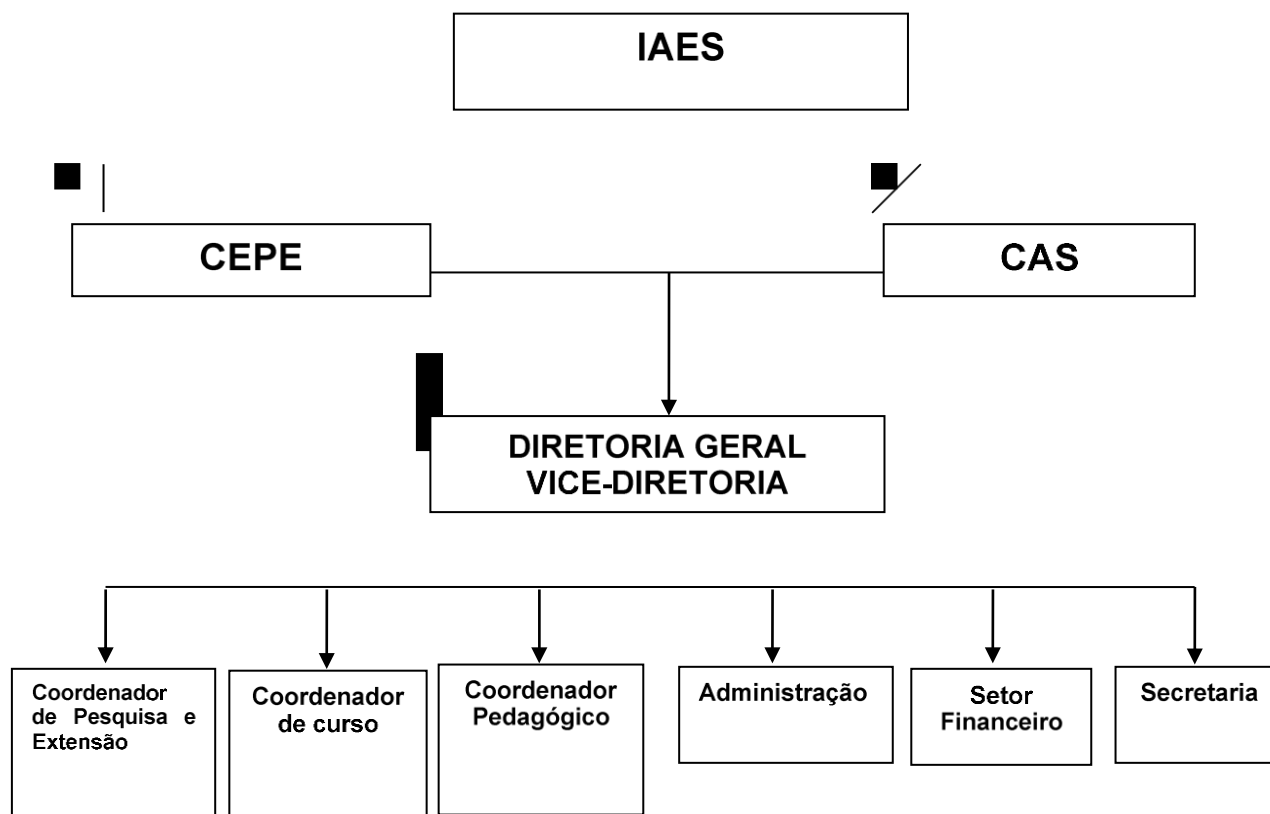 IAES
CEPE
CAS
DIRETORIA GERAL
VICE-DIRETORIA
Coordenador
de Pesquisa e
Extensão
Coordenador
de curso
Coordenador
Pedagógico
Administração
Setor
Financeiro
Secretaria